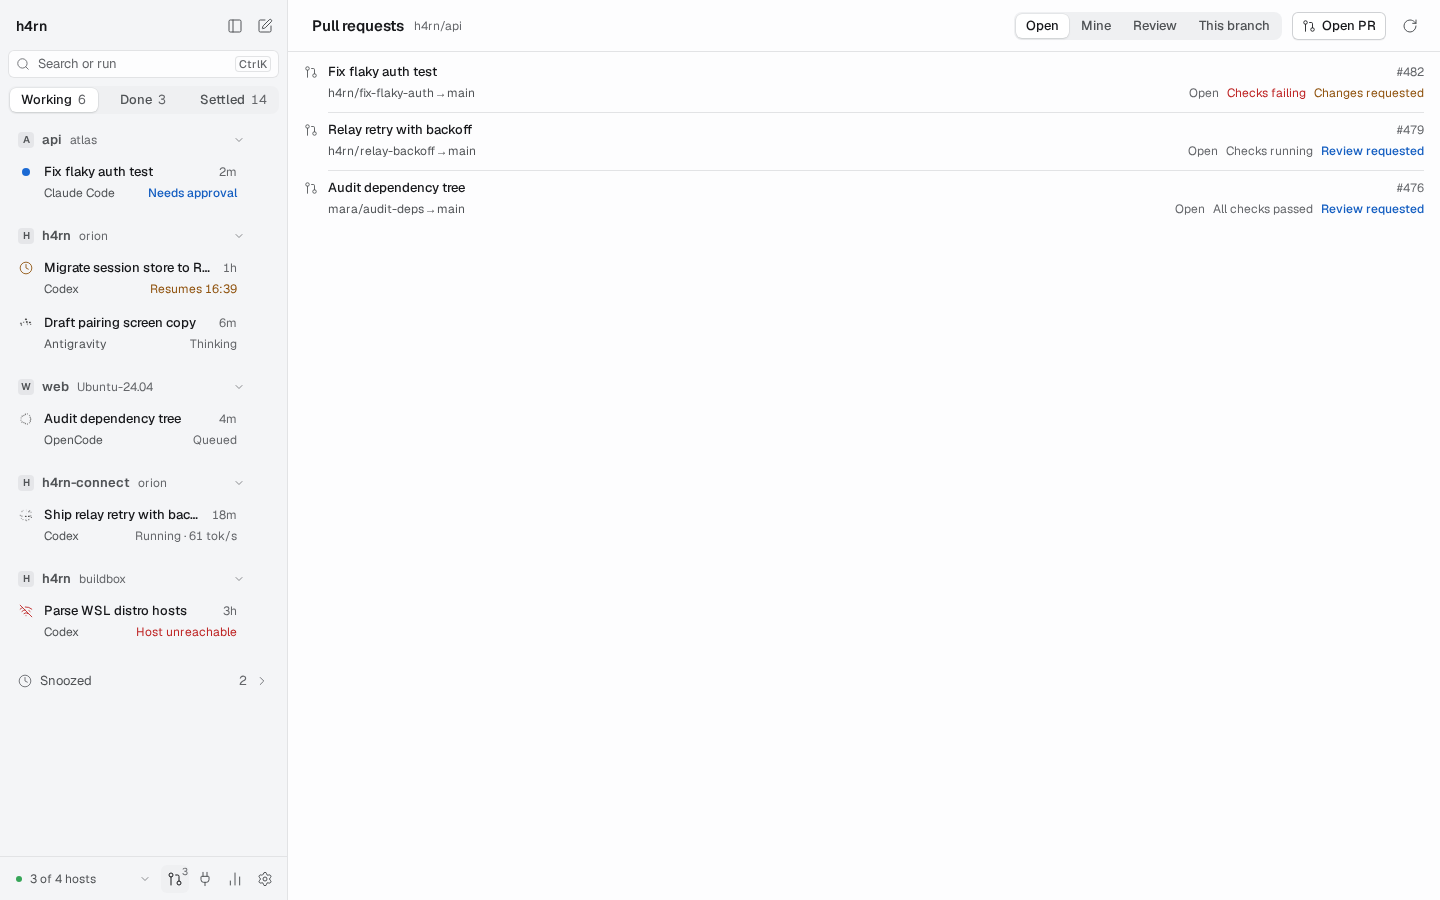 h4rn
Search or run CtrlK
Working 6 Done 3 Settled 14
A api atlas
Fix flaky auth test 2m
Claude Code Needs approval
H h4rn orion
Migrate session store to R... 1h
Codex Resumes 16:39
Draft pairing screen copy 6m
Antigravity Thinking
W web Ubuntu-24.04
Audit dependency tree 4m
OpenCode Queued
H h4rn-connect orion
Ship relay retry with bac... 18m
Codex Running · 61 tok/s
H h4rn buildbox
Parse WSL distro hosts 3h
Codex Host unreachable
Snoozed 2
3 of 4 hosts 3
Pull requests h4rn/api Open Mine Review This branch Open PR
Fix flaky auth test #482
h4rn/fix-flaky-auth→main Open Checks failing Changes requested
Relay retry with backoff #479
h4rn/relay-backoff→main Open Checks running Review requested
Audit dependency tree #476
mara/audit-deps→main Open All checks passed Review requested